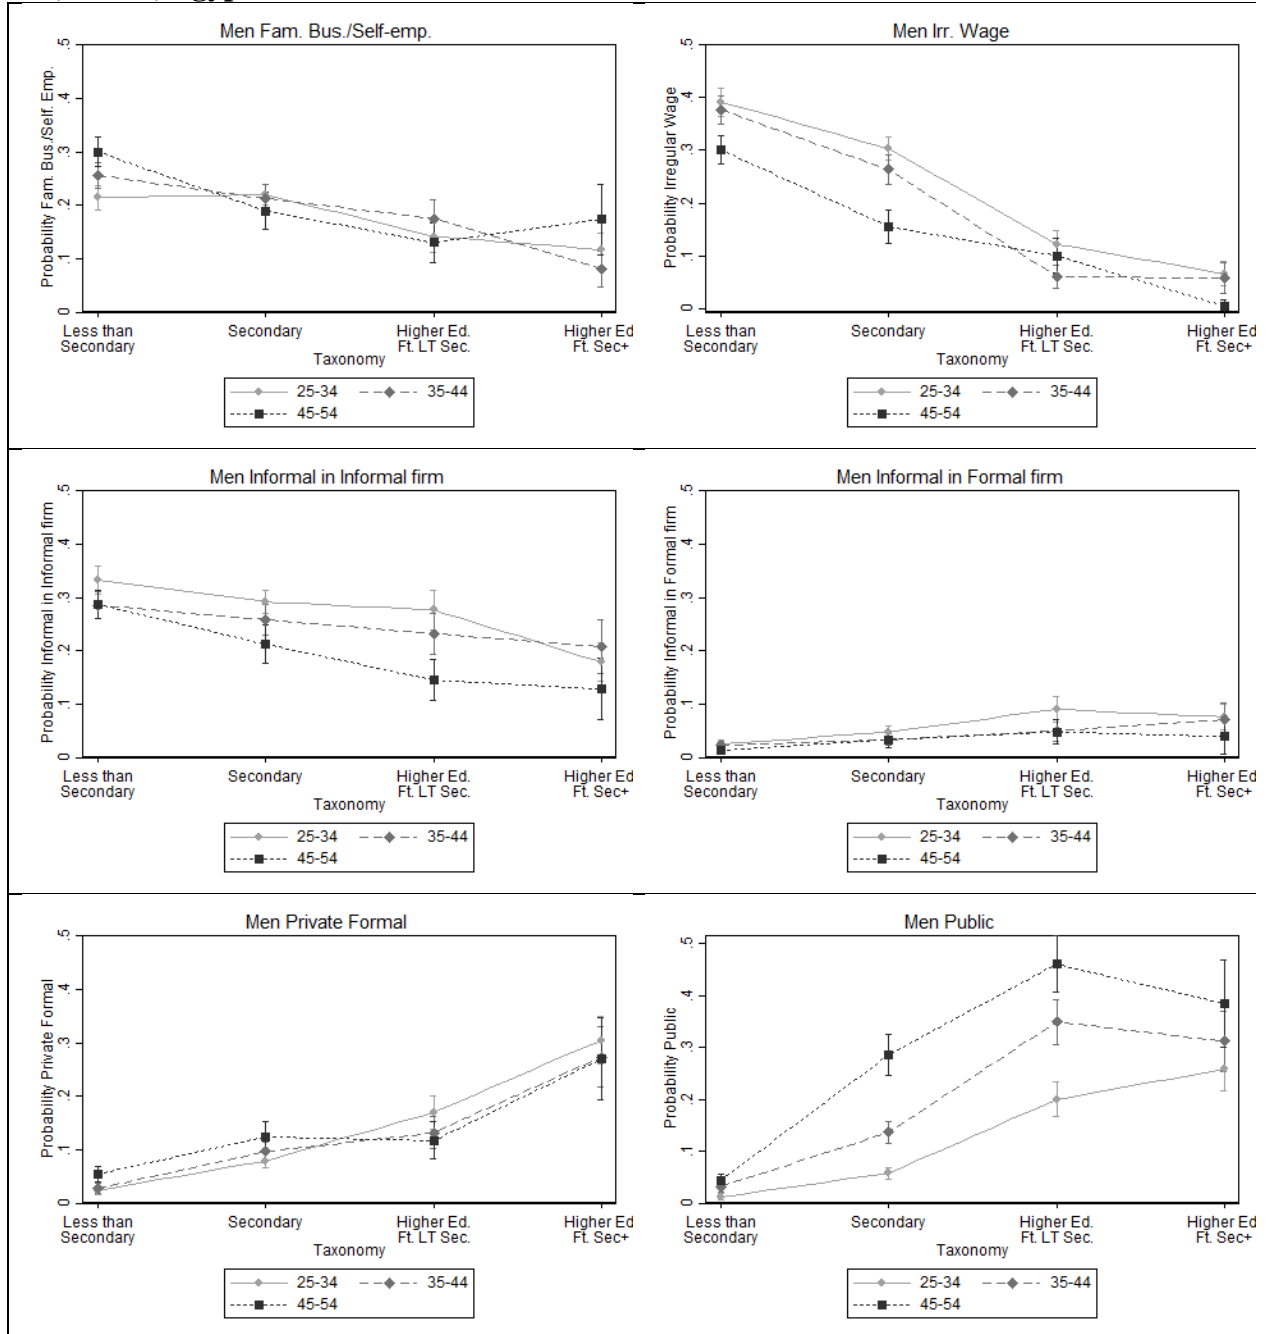 Men Fam. Bus./Self-emp.
Probability Fam. Bus./Self. Emp.
.5
.4
.3
.2
.1
0
Less than Secondary
Secondary
Higher Ed. Ft. LT Sec.
Higher Ed Ft. Sec+
Taxonomy
25-34
35-44
45-54
Men Irr. Wage
Probability Irregular Wage
.5
.4
.3
.2
.1
0
Less than Secondary
Secondary
Higher Ed. Ft. LT Sec.
Higher Ed Ft. Sec+
Taxonomy
25-34
35-44
45-54
Men Informal in Informal firm
Probability Informal in Informal firm
.5
.4
.3
.2
.1
0
Less than Secondary
Secondary
Higher Ed. Ft. LT Sec.
Higher Ed Ft. Sec+
Taxonomy
25-34
35-44
45-54
Men Informal in Formal firm
Probability Informal in Formal firm
.5
.4
.3
.2
.1
0
Less than Secondary
Secondary
Higher Ed. Ft. LT Sec.
Higher Ed Ft. Sec+
Taxonomy
25-34
35-44
45-54
Men Private Formal
Probability Private Formal
.5
.4
.3
.2
.1
0
Less than Secondary
Secondary
Higher Ed. Ft. LT Sec.
Higher Ed Ft. Sec+
Taxonomy
25-34
35-44
45-54
Men Public
Probability Public
.5
.4
.3
.2
.1
0
Less than Secondary
Secondary
Higher Ed. Ft. LT Sec.
Higher Ed Ft. Sec+
Taxonomy
25-34
35-44
45-54